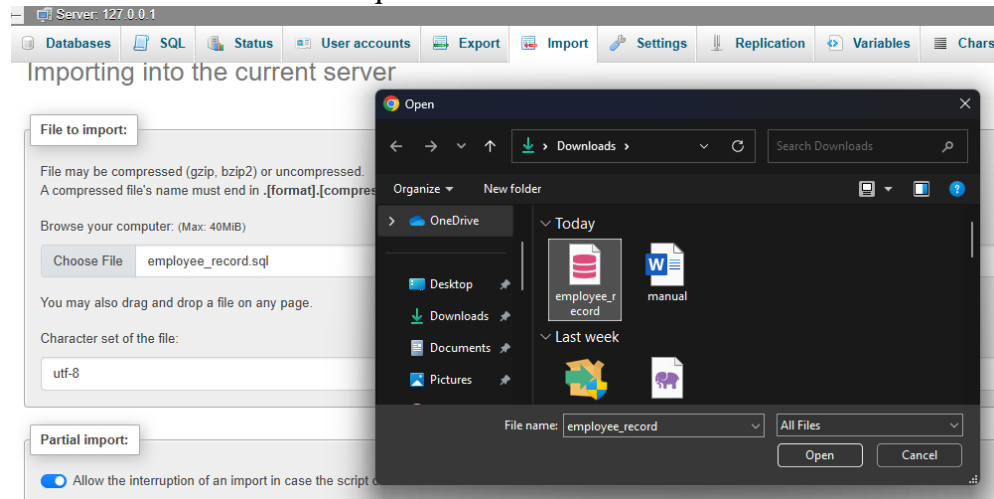 Server: 127.0.0.1
Databases SQL Status User accounts Export Import Settings Replication Variables Chars
Importing into the current server
File to import:
File may be compressed (gzip, bzip2) or uncompressed.
A compressed file's name must end in .[format].[compres
Browse your computer: (Max: 40MiB)
Choose File employee_record.sql
You may also drag and drop a file on any page.
Character set of the file:
utf-8
Partial import:
Allow the interruption of an import in case the script
Open
Downloads
Search Downloads
Organize New folder
OneDrive
Desktop
Downloads
Documents
Pictures
Today
employee_r
ecord
manual
Last week
File name: employee_record All Files
Open Cancel